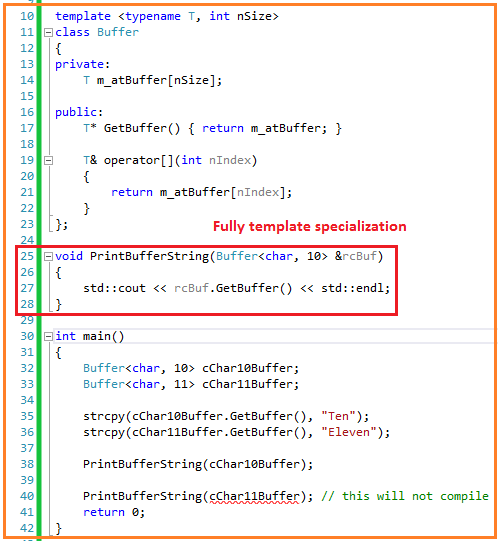 10 template <typename T, int nSize>
11 class Buffer
12 {
13 private:
14 T m_atBuffer[nSize];
15
16 public:
17 T* GetBuffer() { return m_atBuffer; }
18
19 T& operator[](int nIndex)
20 {
21 return m_atBuffer[nIndex];
22 }
23 };
Fully template specialization
24
25 void PrintBufferString(Buffer<char, 10> &rcBuf)
26 {
27 std::cout << rcBuf.GetBuffer() << std::endl;
28 }
29
30 int main()
31 {
32 Buffer<char, 10> cChar10Buffer;
33 Buffer<char, 11> cChar11Buffer;
34
35 strcpy(cChar10Buffer.GetBuffer(), "Ten");
36 strcpy(cChar11Buffer.GetBuffer(), "Eleven");
37
38 PrintBufferString(cChar10Buffer);
39
40 PrintBufferString(cChar11Buffer); // this will not compile
41 return 0;
42 }